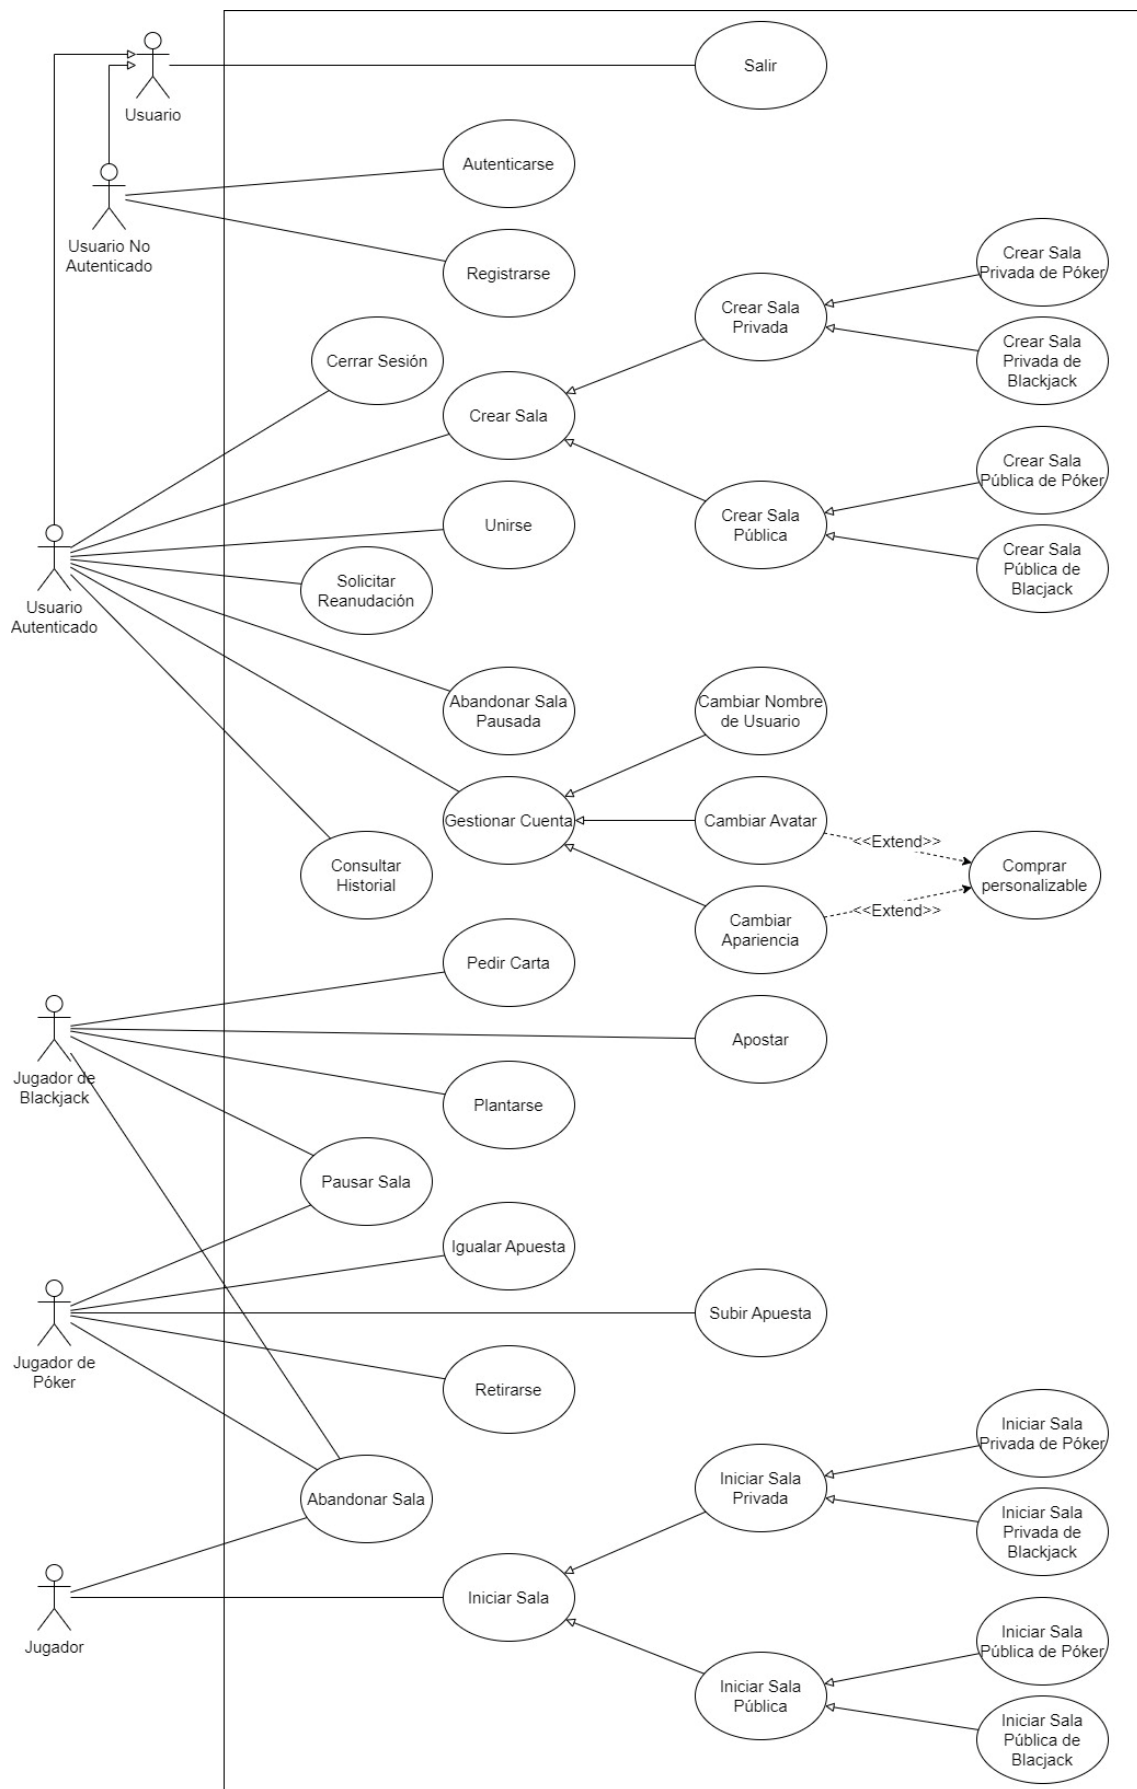 Salir
Usuario
Autenticarse
Usuario No
Autenticado
Registrarse
Crear Sala
Privada de Póker
Crear Sala
Privada
Crear Sala
Privada de
Blackjack
Cerrar Sesión
Crear Sala
Crear Sala
Pública de Póker
Unirse
Crear Sala
Pública
Crear Sala
Pública de
Blacjack
Solicitar
Reanudación
Usuario
Autenticado
Abandonar Sala
Pausada
Cambiar Nombre
de Usuario
Gestionar Cuenta
Cambiar Avatar
<<Extend>>
Comprar
personalizable
Consultar
Historial
<<Extend>>
Cambiar
Apariencia
Pedir Carta
Apostar
Jugador de
Blackjack
Plantarse
Pausar Sala
Igualar Apuesta
Subir Apuesta
Jugador de
Póker
Retirarse
Iniciar Sala
Privada de Póker
Iniciar Sala
Privada
Abandonar Sala
Iniciar Sala
Privada de
Blackjack
Iniciar Sala
Jugador
Iniciar Sala
Pública de Póker
Iniciar Sala
Pública
Iniciar Sala
Pública de
Blacjack